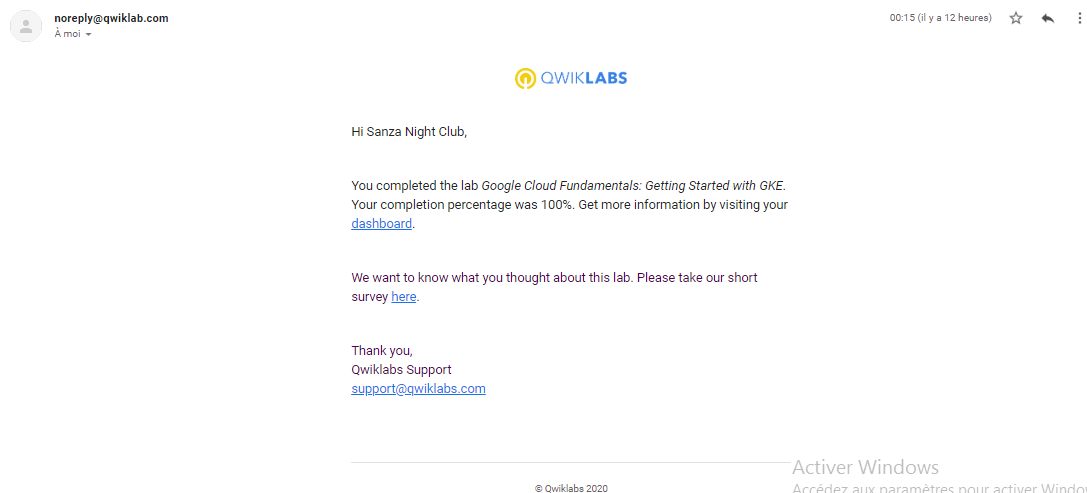 noreply@qwiklab.com
00:15 (il y a 12 heures)
À moi
QWIKLABS
Hi Sanza Night Club,
You completed the lab Google Cloud Fundamentals: Getting Started with GKE.
Your completion percentage was 100%. Get more information by visiting your
dashboard.
We want to know what you thought about this lab. Please take our short
survey here.
Thank you,
Qwiklabs Support
support@qwiklabs.com
Activer Windows
Accédez aux paramètres pour activer Windows
© Qwiklabs 2020